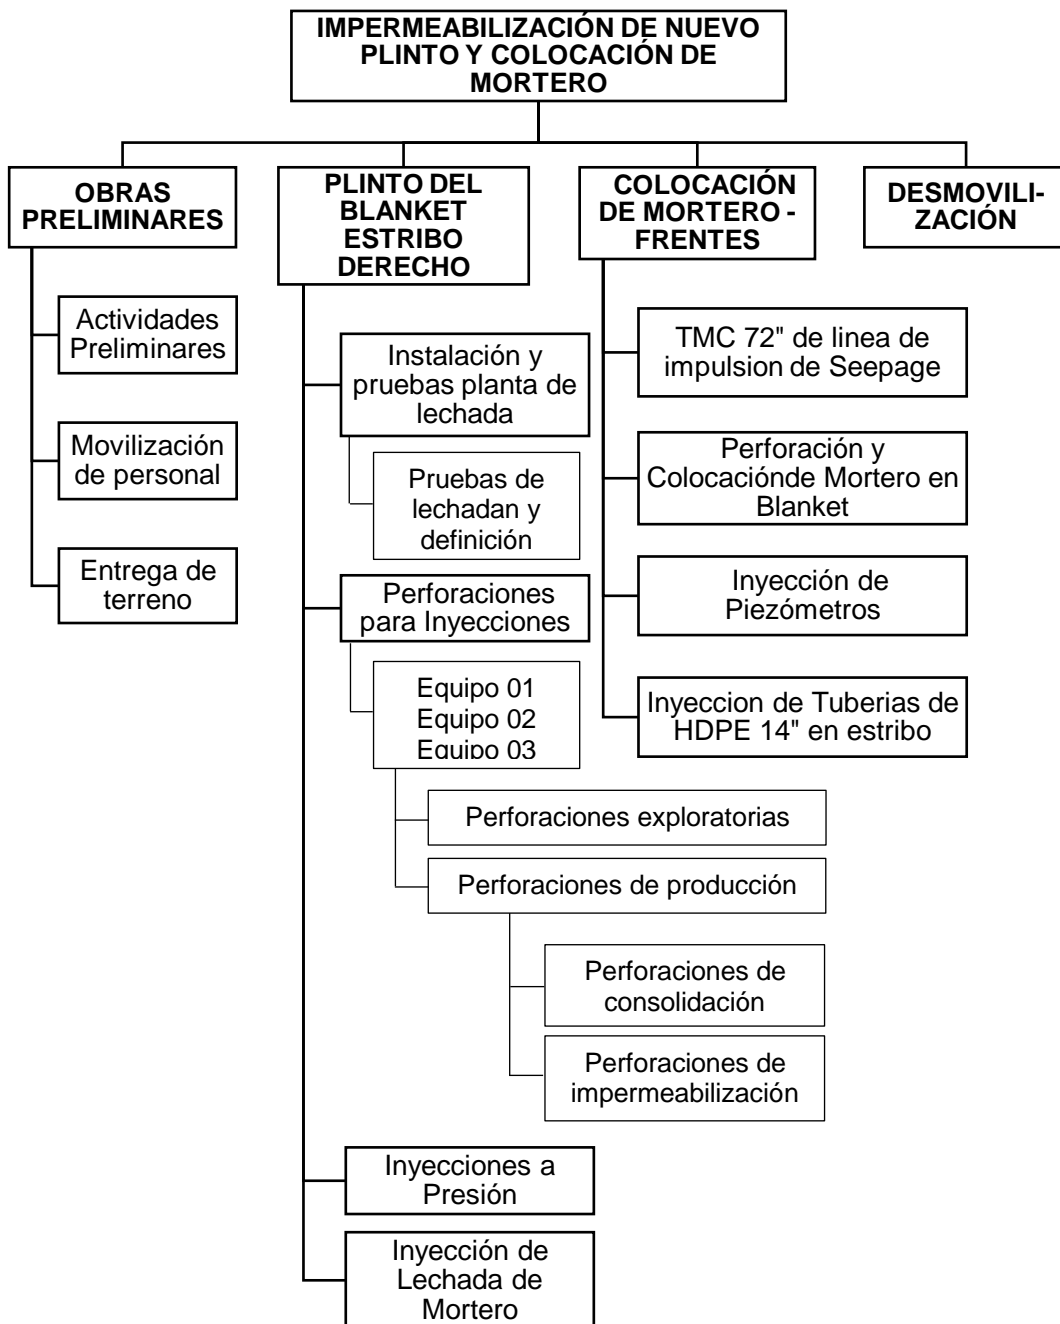 IMPERMEABILIZACIÓN DE NUEVO
PLINTO Y COLOCACIÓN DE
MORTERO
OBRAS
PRELIMINARES
Actividades
Preliminares
Movilización
de personal
Entrega de
terreno
PLINTO DEL
BLANKET
ESTRIBO
DERECHO
Instalación y
pruebas planta de
lechada
Pruebas de
lechadan y
definición
Perforaciones
para Inyecciones
Equipo 01
Equipo 02
Equipo 03
Perforaciones exploratorias
Perforaciones de producción
Perforaciones de
consolidación
Perforaciones de
impermeabilización
Inyecciones a
Presión
Inyección de
Lechada de
Mortero
COLOCACIÓN
DE MORTERO -
FRENTES
TMC 72" de linea de
impulsion de Seepage
Perforación y
Colocaciónde Mortero en
Blanket
Inyección de
Piezómetros
Inyeccion de Tuberias de
HDPE 14" en estribo
DESMOVILI-
ZACIÓN